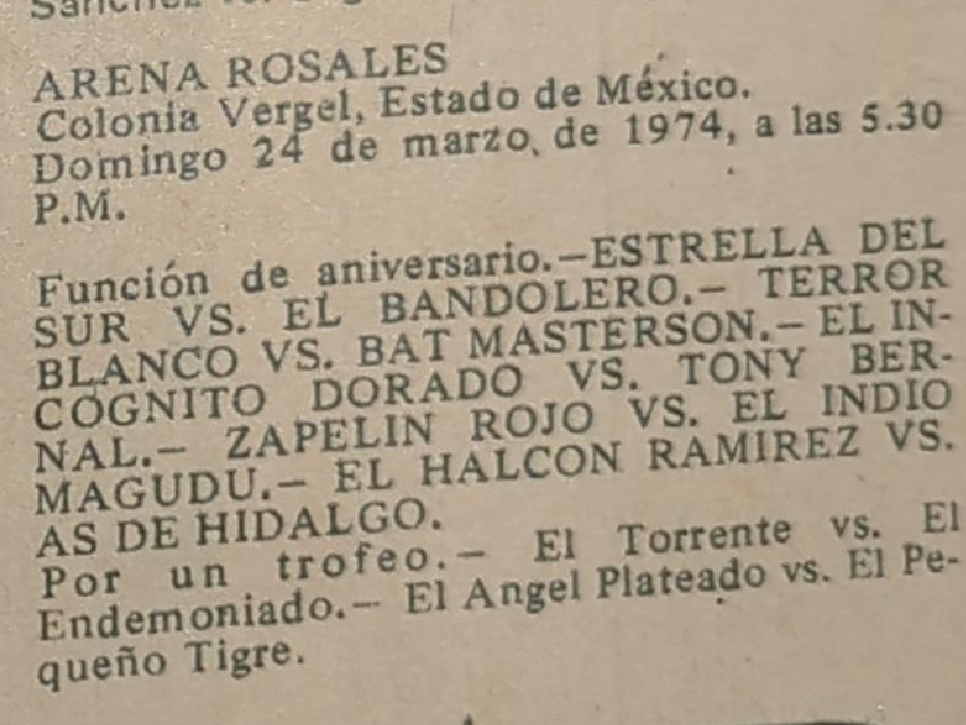 ARENA ROSALES
Colonia Vergel, Estado de México.
Domingo 24 de marzo, de 1974, a las 5.30
P.M.
Función de aniversario.—ESTRELLA DEL
SUR VS. EL BANDOLERO.— TERROR
BLANCO VS. BAT MASTERSON.— EL IN-
COGNITO DORADO VS. TONY BER-
NAL.— ZAPELIN ROJO VS. EL INDIO
MAGUDU.— EL HALCON RAMIREZ VS.
AS DE HIDALGO.
Por un trofeo.— El Torrente vs. El
Endemoniado.— El Angel Plateado vs. El Pe-
queño Tigre.